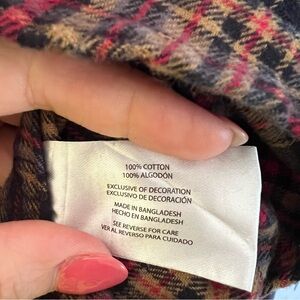 100% COTTON
100% ALGODÓN
EXCLUSIVE OF DECORATION
EXCLUSIVO DE DECORACIÓN
MADE IN BANGLADESH
HECHO EN BANGLADESH
SEE REVERSE FOR CARE
VER AL REVERSO PARA CUIDADO